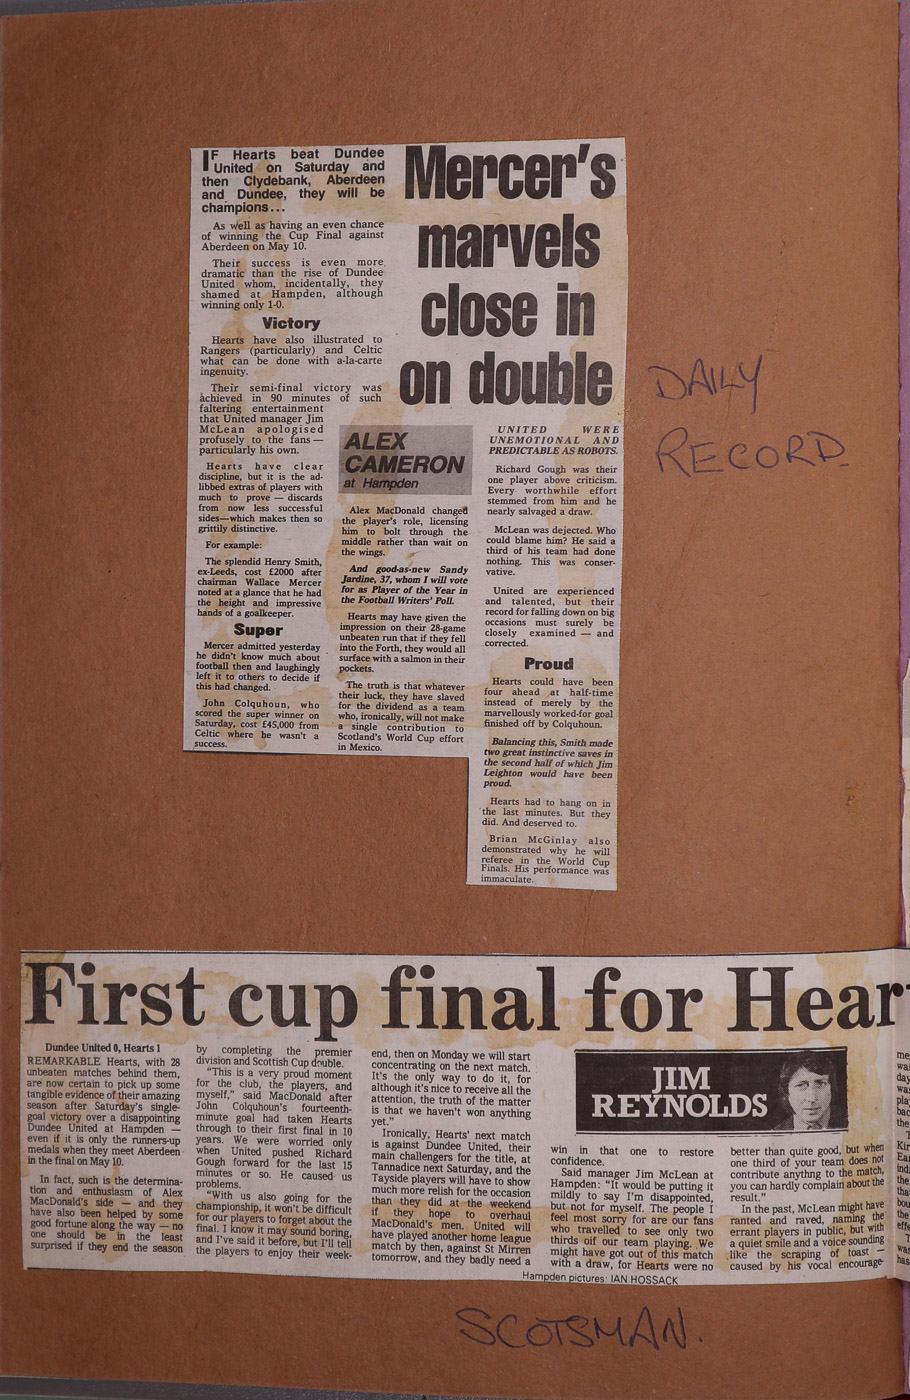 Mercer's
marvels
close in
on double
IF Hearts beat Dundee
United on Saturday and
then Clydebank, Aberdeen
and Dundee, they will be
champions...
As well as having an even chance
of winning the Cup Final against
Aberdeen on May 10.
Their success is even more
dramatic than the rise of Dundee
United whom, incidentally, they
shamed at Hampden, although
winning only 1-0.
Victory
Hearts have also illustrated to
Rangers (particularly) and Celtic
what can be done with a-la-carte
ingenuity.
Their semi-final victory was
achieved in 90 minutes of such
faltering entertainment
that United manager Jim
McLean apologised
profusely to the fans —
particularly his own.
Hearts have clear
discipline, but it is the ad-
libbed extras of players with
much to prove — discards
from now less successful
sides—which makes then so
grittily distinctive.
For example:
The splendid Henry Smith,
ex-Leeds, cost £2000 after
chairman Wallace Mercer
noted at a glance that he had
the height and impressive
hands of a goalkeeper.
Super
Mercer admitted yesterday
he didn't know much about
football then and laughingly
left it to others to decide if
this had changed.
John Colquhoun, who
scored the super winner on
Saturday, cost £45,000 from
Celtic where he wasn't a
success.
ALEX
CAMERON
at Hampden
Alex MacDonald changed
the player's role, licensing
him to bolt through the
middle rather than wait on
the wings.
And good-as-new Sandy
Jardine, 37, whom I will vote
for as Player of the Year in
the Football Writers' Poll.
Hearts may have given the
impression on their 28-game
unbeaten run that if they fell
into the Forth, they would all
surface with a salmon in their
pockets.
The truth is that whatever
their luck, they have slaved
for the dividend as a team
who, ironically, will not make
a single contribution to
Scotland's World Cup effort
in Mexico.
UNITED WERE
UNEMOTIONAL AND
PREDICTABLE AS ROBOTS.
Richard Gough was their
one player above criticism.
Every worthwhile effort
stemmed from him and he
nearly salvaged a draw.
McLean was dejected. Who
could blame him? He said a
third of his team had done
nothing. This was conser-
vative.
United are experienced
and talented, but their
record for falling down on big
occasions must surely be
closely examined — and
corrected.
Proud
Hearts could have been
four ahead at half-time
instead of merely by the
marvellously worked-for goal
finished off by Colquhoun.
Balancing this, Smith made
two great instinctive saves in
the second half of which Jim
Leighton would have been
proud.
Hearts had to hang on in
the last minutes. But they
did. And deserved to.
Brian McGinlay also
demonstrated why he will
referee in the World Cup
Finals. His performance was
immaculate.
DAILY
RECORD.
First cup final for Hear
Dundee United 0, Hearts 1
REMARKABLE Hearts, with 28
unbeaten matches behind them,
are now certain to pick up some
tangible evidence of their amazing
season after Saturday's single-
goal victory over a disappointing
Dundee United at Hampden —
even if it is only the runners-up
medals when they meet Aberdeen
in the final on May 10.
In fact, such is the determina-
tion and enthusiasm of Alex
MacDonald's side — and they
have also been helped by some
good fortune along the way — no
one should be in the least
surprised if they end the season
by completing the premier
division and Scottish Cup double.
"This is a very proud moment
for the club, the players, and
myself," said MacDonald after
John Colquhoun's fourteenth-
minute goal had taken Hearts
through to their first final in 10
years. We were worried only
when United pushed Richard
Gough forward for the last 15
minutes or so. He caused us
problems.
"With us also going for the
championship, it won't be difficult
for our players to forget about the
final. I know it may sound boring,
and I've said it before, but I'll tell
the players to enjoy their week-
end, then on Monday we will start
concentrating on the next match.
It's the only way to do it, for
although it's nice to receive all the
attention, the truth of the matter
is that we haven't won anything
yet."
Ironically, Hearts' next match
is against Dundee United, their
main challengers for the title, at
Tannadice next Saturday, and the
Tayside players will have to show
much more relish for the occasion
than they did at the weekend
if they hope to overhaul
MacDonald's men. United will
have played another home league
match by then, against St Mirren
tomorrow, and they badly need a
JIM
REYNOLDS
win in that one to restore
confidence.
Said manager Jim McLean at
Hampden: "It would be putting it
mildly to say I'm disappointed,
but not for myself. The people I
feel most sorry for are our fans
who travelled to see only two
thirds oif our team playing. We
might have got out of this match
with a draw, for Hearts were no
better than quite good, but when
one third of your team does not
contribute anythng to the match,
you can hardly complain about the
result."
In the past, McLean might have
ranted and raved, naming the
errant players in public, but with
a quiet smile and a voice sounding
like the scraping of toast —
caused by his vocal encourage-
Hampden pictures: IAN HOSSACK
SCOTSMAN.